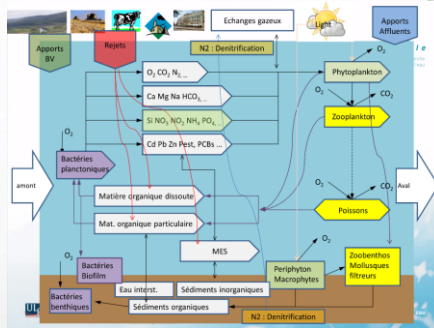 Apports
BV
Rejets
Echanges gazeux
Light
Apports
Affluents
N2 : Denitrification
O2
O2 CO2 N2, ..
Phytoplankton
Ca Mg Na HCO3, ..
O2
CO2
Si NO3 NO2 NH4 PO4, ..
Zooplankton
Cd Pb Zn Pest, PCBs ...
O2
Bactéries
planctoniques
amont
Matière organique dissoute
O2
CO2
Aval
Mat. organique particulaire
Poissons
MES
O2
Bactéries
Biofilm
Periphyton
Macrophytes
Zoobenthos
Mollusques
filtreurs
O2
Eau interst.
Sédiments inorganiques
Bactéries
benthiques
Sédiments organiques
N2 : Denitrification